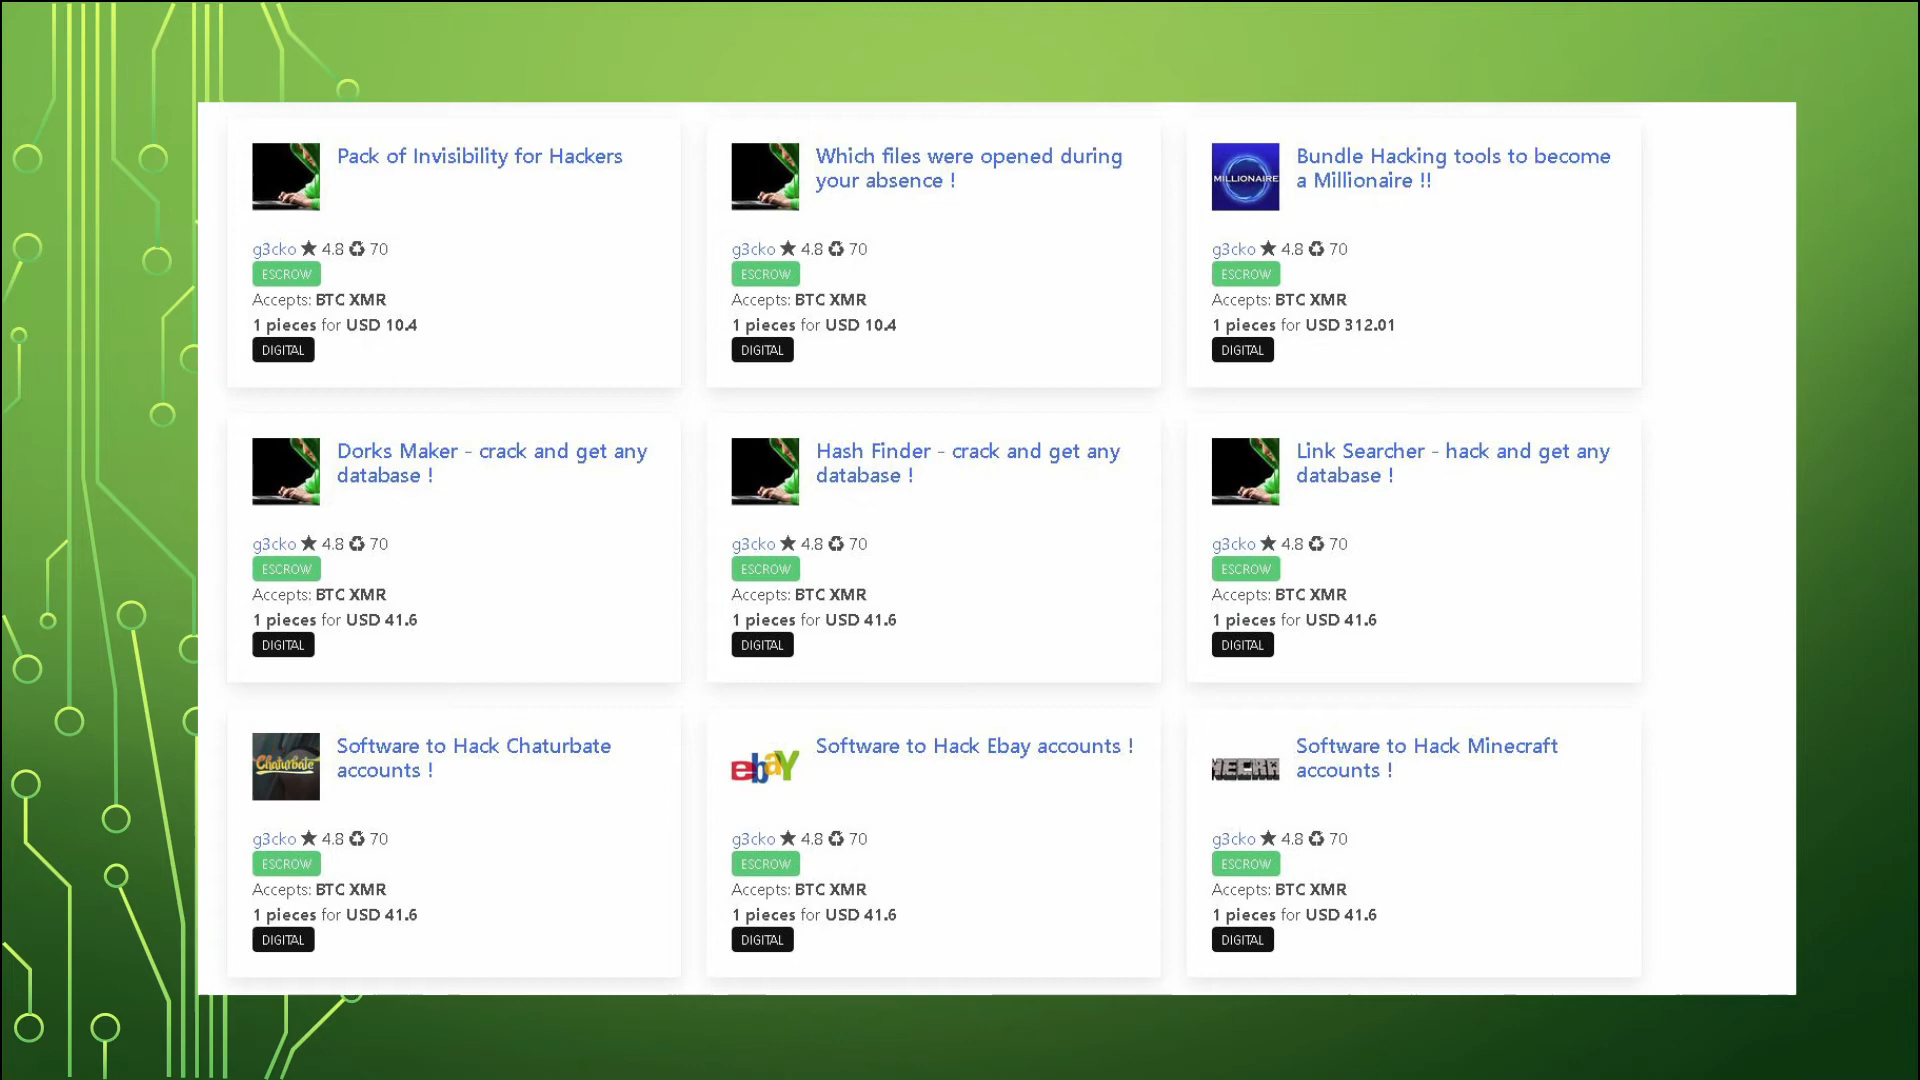 Pack of Invisibility for Hackers
g3cko ★ 4.8 ♻ 70
ESCROW
Accepts: BTC XMR
1 pieces for USD 10.4
DIGITAL
Which files were opened during
your absence !
g3cko ★ 4.8 ♻ 70
ESCROW
Accepts: BTC XMR
1 pieces for USD 10.4
DIGITAL
MILLIONAIRE
Bundle Hacking tools to become
a Millionaire !!
g3cko ★ 4.8 ♻ 70
ESCROW
Accepts: BTC XMR
1 pieces for USD 312.01
DIGITAL
Dorks Maker - crack and get any
database !
g3cko ★ 4.8 ♻ 70
ESCROW
Accepts: BTC XMR
1 pieces for USD 41.6
DIGITAL
Hash Finder - crack and get any
database !
g3cko ★ 4.8 ♻ 70
ESCROW
Accepts: BTC XMR
1 pieces for USD 41.6
DIGITAL
Link Searcher - hack and get any
database !
g3cko ★ 4.8 ♻ 70
ESCROW
Accepts: BTC XMR
1 pieces for USD 41.6
DIGITAL
Chaturbate
Software to Hack Chaturbate
accounts !
g3cko ★ 4.8 ♻ 70
ESCROW
Accepts: BTC XMR
1 pieces for USD 41.6
DIGITAL
ebay
Software to Hack Ebay accounts !
g3cko ★ 4.8 ♻ 70
ESCROW
Accepts: BTC XMR
1 pieces for USD 41.6
DIGITAL
NECRA
Software to Hack Minecraft
accounts !
g3cko ★ 4.8 ♻ 70
ESCROW
Accepts: BTC XMR
1 pieces for USD 41.6
DIGITAL